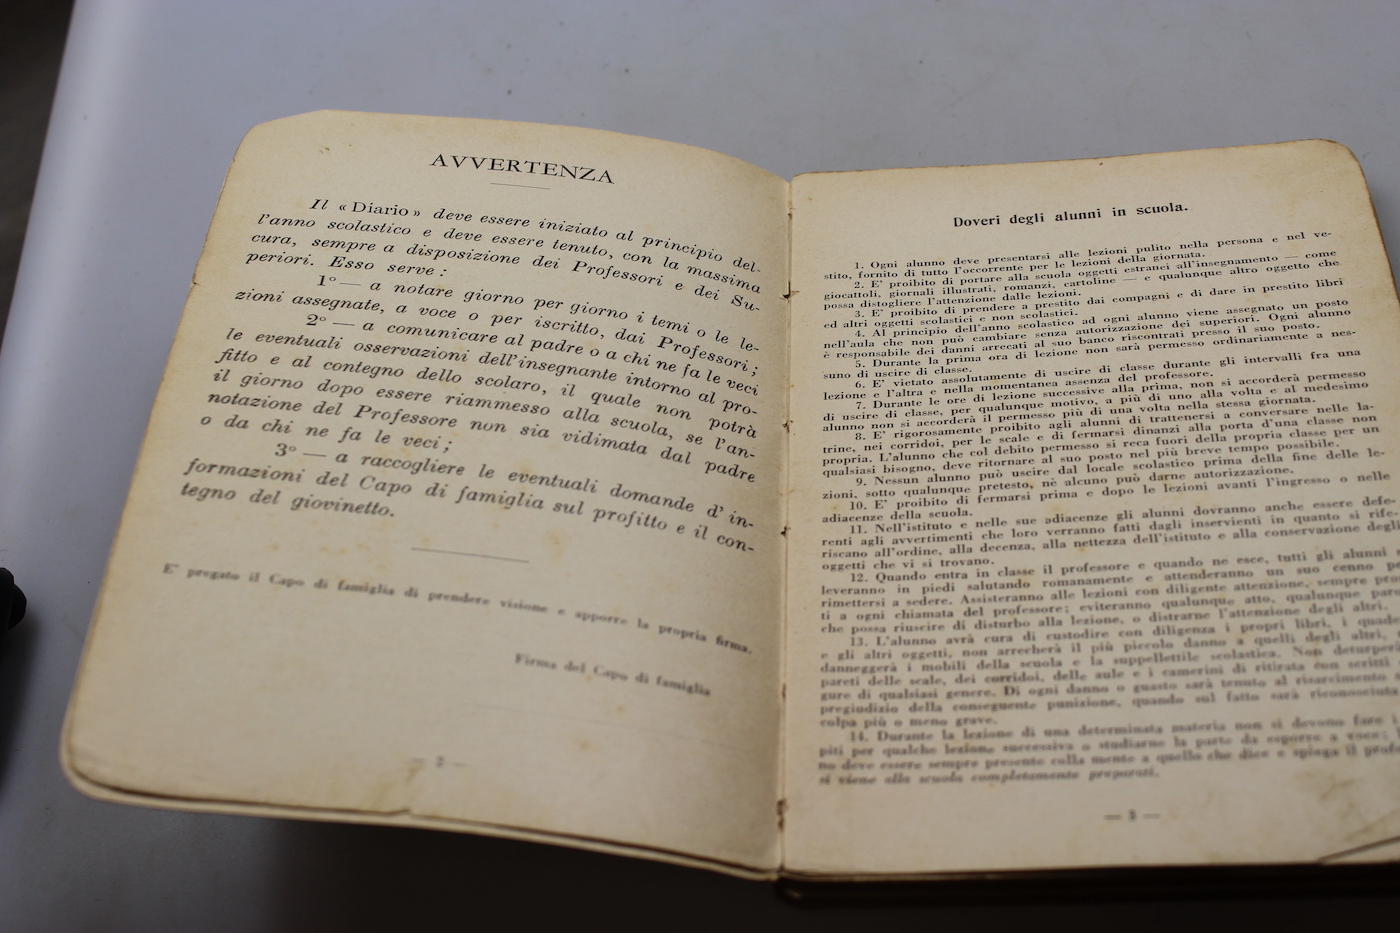 AVVERTENZA
Il « Diario » deve essere iniziato al principio del-
l'anno scolastico e deve essere tenuto, con la massima
cura, sempre a disposizione dei Professori e dei Su-
periori. Esso serve :
1° — a notare giorno per giorno i temi o le le-
zioni assegnate, a voce o per iscritto, dai Professori ;
2° — a comunicare al padre o a chi ne fa le veci
le eventuali osservazioni dell'insegnante intorno al pro-
fitto e al contegno dello scolaro, il quale non potrà
il giorno dopo essere riammesso alla scuola, se l'an-
notazione del Professore non sia vidimata dal padre
o da chi ne fa le veci ;
3° — a raccogliere le eventuali domande d' in-
formazioni del Capo di famiglia sul profitto e il con-
tegno del giovinetto.
E' pregato il Capo di famiglia di prendere visione e apporre la propria firma.
Firma del Capo di famiglia
— 2 —
Doveri degli alunni in scuola.
1. Ogni alunno deve presentarsi alle lezioni pulito nella persona e nel ve-
stito, fornito di tutto l'occorrente per le lezioni della giornata.
2. E' proibito di portare alla scuola oggetti estranei all'insegnamento — come
giocattoli, giornali illustrati, romanzi, cartoline — e qualunque altro oggetto che
possa distogliere l'attenzione dalle lezioni.
3. E' proibito di prendere a prestito dai compagni e di dare in prestito libri
ed altri oggetti scolastici e non scolastici.
4. Al principio dell'anno scolastico ad ogni alunno viene assegnato un posto
nell'aula che non può cambiare senza autorizzazione dei superiori. Ogni alunno
è responsabile dei danni arrecati al suo banco riscontrati presso il suo posto.
5. Durante la prima ora di lezione non sarà permesso ordinariamente a nes-
suno di uscire di classe.
6. E' vietato assolutamente di uscire di classe durante gli intervalli fra una
lezione e l'altra e nella momentanea assenza del professore.
7. Durante le ore di lezione successive alla prima, non si accorderà permesso
di uscire di classe, per qualunque motivo, a più di uno alla volta e al medesimo
alunno non si accorderà il permesso più di una volta nella stessa giornata.
8. E' rigorosamente proibito agli alunni di trattenersi a conversare nelle la-
trine, nei corridoi, per le scale e di fermarsi dinanzi alla porta d'una classe non
propria. L'alunno che col debito permesso si reca fuori della propria classe per un
qualsiasi bisogno, deve ritornare al suo posto nel più breve tempo possibile.
9. Nessun alunno può uscire dal locale scolastico prima della fine delle le-
zioni, sotto qualunque pretesto, nè alcuno può darne autorizzazione.
10. E' proibito di fermarsi prima e dopo le lezioni avanti l'ingresso o nelle
adiacenze della scuola.
11. Nell'istituto e nelle sue adiacenze gli alunni dovranno anche essere defe-
renti agli avvertimenti che loro verranno fatti dagli inservienti in quanto si rife-
riscano all'ordine, alla decenza, alla nettezza dell'istituto e alla conservazione degli
oggetti che vi si trovano.
12. Quando entra in classe il professore e quando ne esce, tutti gli alunni
leveranno in piedi salutando romanamente e attenderanno un suo cenno
rimettersi a sedere. Assisteranno alle lezioni con diligente attenzione, sempre
ti a ogni chiamata del professore; eviteranno qualunque atto, qualunque
che possa riuscire di disturbo alla lezione, o distrarne l'attenzione degli altri.
13. L'alunno avrà cura di custodire con diligenza i propri libri, i
e gli altri oggetti, non arrecherà il più piccolo danno a quelli degli altri,
danneggerà i mobili della scuola e la suppellettile scolastica. Non deturperà
pareti delle scale, dei corridoi, delle aule e i camerini di ritirata con scritti
gure di qualsiasi genere. Di ogni danno o guasto sarà tenuto al risarcimento
pregiudizio della conseguente punizione, quando sul fatto sarà riconosciuta
colpa più o meno grave.
14. Durante la lezione di una determinata materia non si devono fare i
piti per qualche lezione successiva o studiarne la parte da esporre a voce;
no deve essere sempre presente colla mente a quello che dice e spiega il
si viene alla scuola completamente preparati.
— 3 —